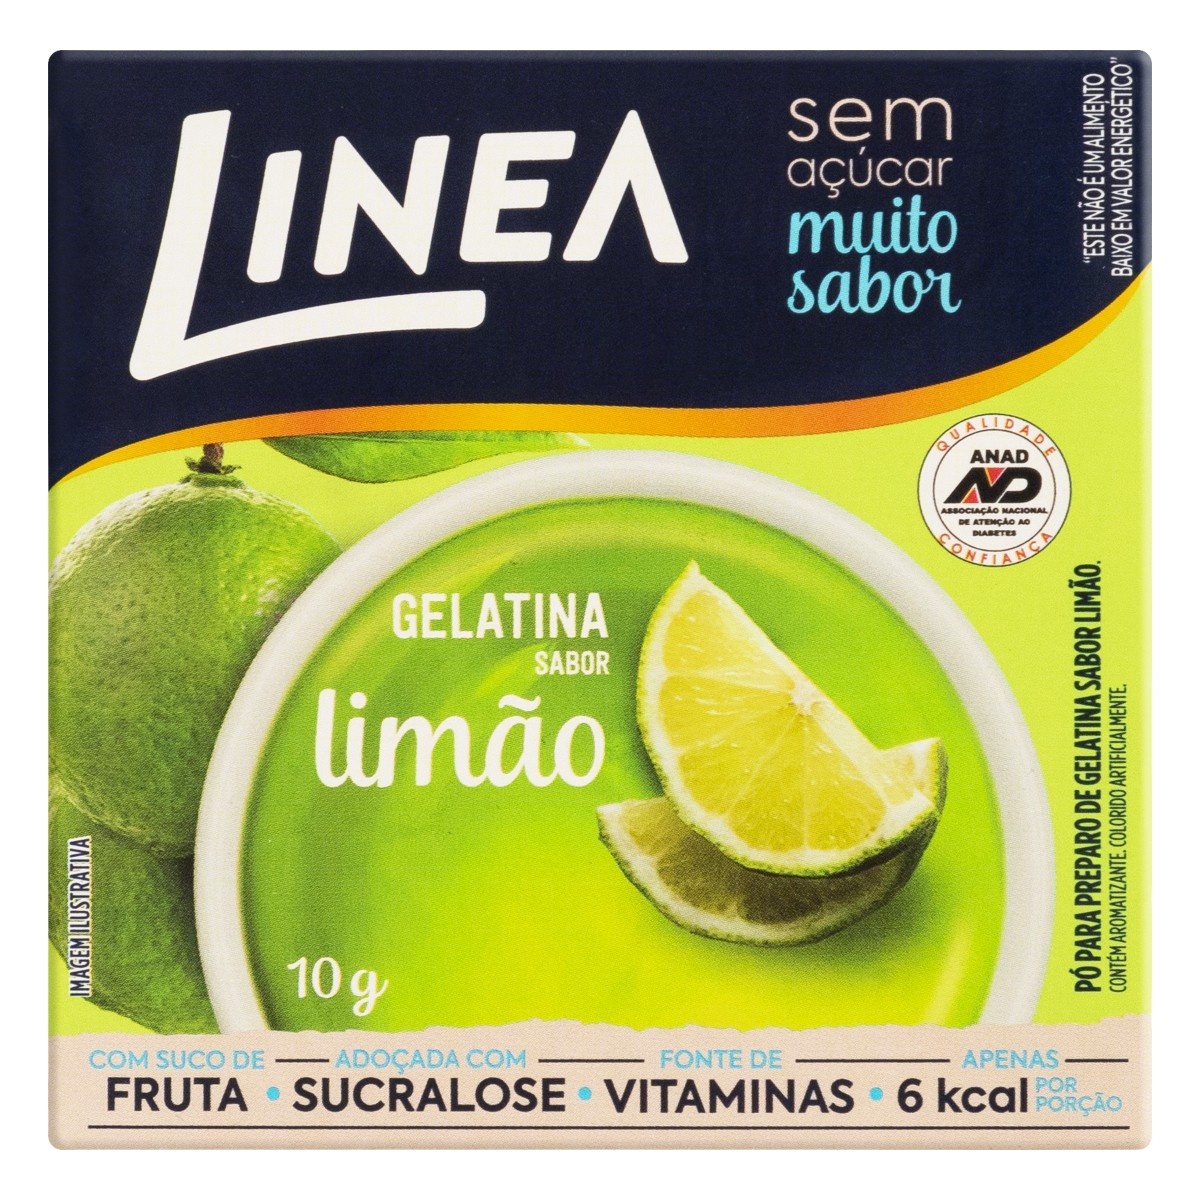 LINEA
sem
açúcar
muito
sabor
"ESTE NÃO É UM ALIMENTO
BAIXO EM VALOR ENERGÉTICO"
QUALIDADE
ANAD
AND
ASSOCIAÇÃO NACIONAL
DE ATENÇÃO AO
DIABETES
CONFIANÇA
GELATINA
SABOR
limão
10 g
IMAGEM ILUSTRATIVA
PÓ PARA PREPARO DE GELATINA SABOR LIMÃO.
CONTÉM AROMATIZANTE. COLORIDO ARTIFICIALMENTE.
COM SUCO DE
FRUTA •
ADOÇADA COM
SUCRALOSE •
FONTE DE
VITAMINAS •
APENAS
6 kcal POR
PORÇÃO